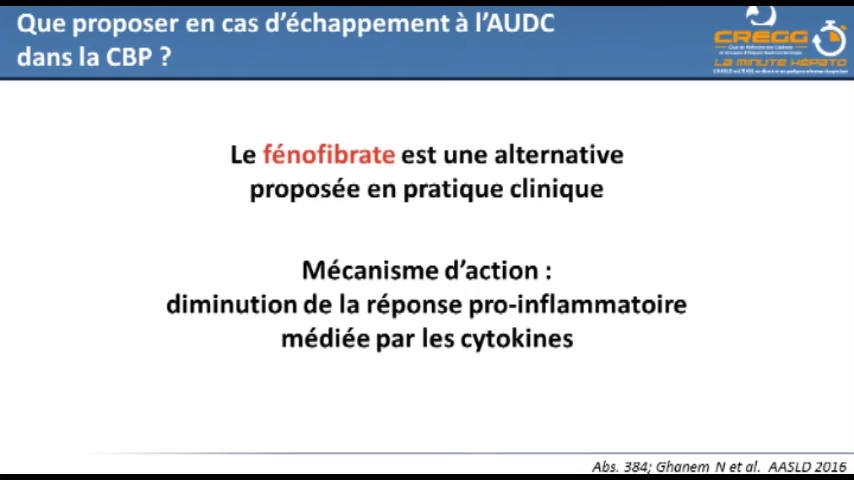 Que proposer en cas d'échappement à l'AUDC
dans la CBP ?
CREGG
LA MINUTE HÉPATO
Le fénofibrate est une alternative
proposée en pratique clinique
Mécanisme d'action :
diminution de la réponse pro-inflammatoire
médiée par les cytokines
Abs. 384; Ghanem N et al. AASLD 2016